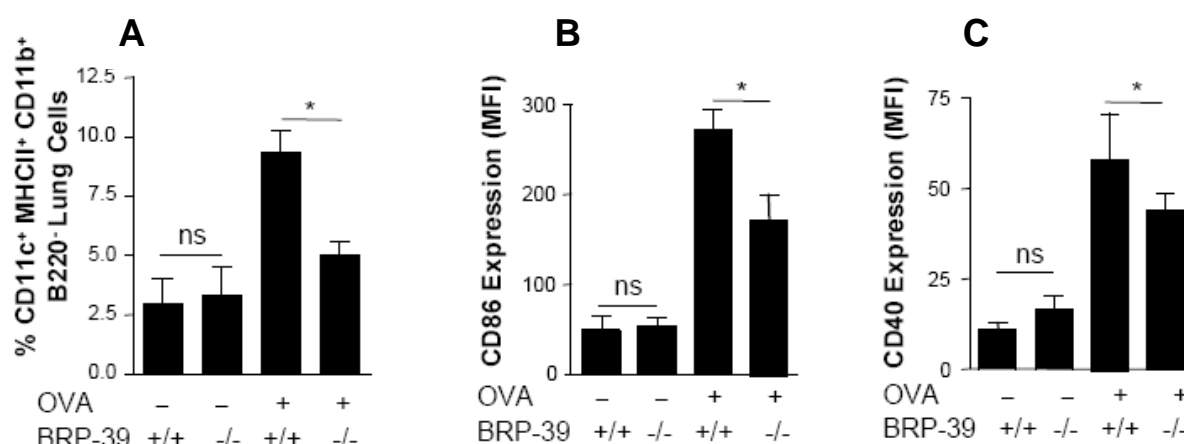 A
% CD11c⁺ MHCII⁺ CD11b⁺
B220⁻ Lung Cells
12.5
10.0
7.5
5.0
2.5
0.0
ns
*
OVA – – + +
BRP-39 +/+ -/- +/+ -/-
B
CD86 Expression (MFI)
300
200
100
0
ns
*
OVA – – + +
BRP-39 +/+ -/- +/+ -/-
C
CD40 Expression (MFI)
75
50
25
0
ns
*
OVA – – + +
BRP-39 +/+ -/- +/+ -/-